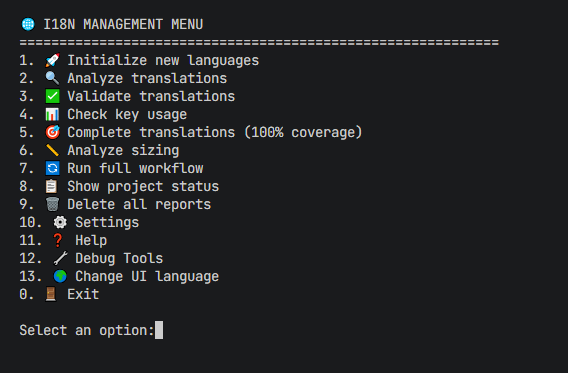 🌐 I18N MANAGEMENT MENU
============================================================
1. 🚀 Initialize new languages
2. 🔍 Analyze translations
3. ✅ Validate translations
4. 📊 Check key usage
5. 🎯 Complete translations (100% coverage)
6. 📏 Analyze sizing
7. 🔄 Run full workflow
8. 📋 Show project status
9. 🗑️ Delete all reports
10. ⚙️ Settings
11. ❓ Help
12. 🔧 Debug Tools
13. 🌍 Change UI language
0. 🚪 Exit
Select an option: